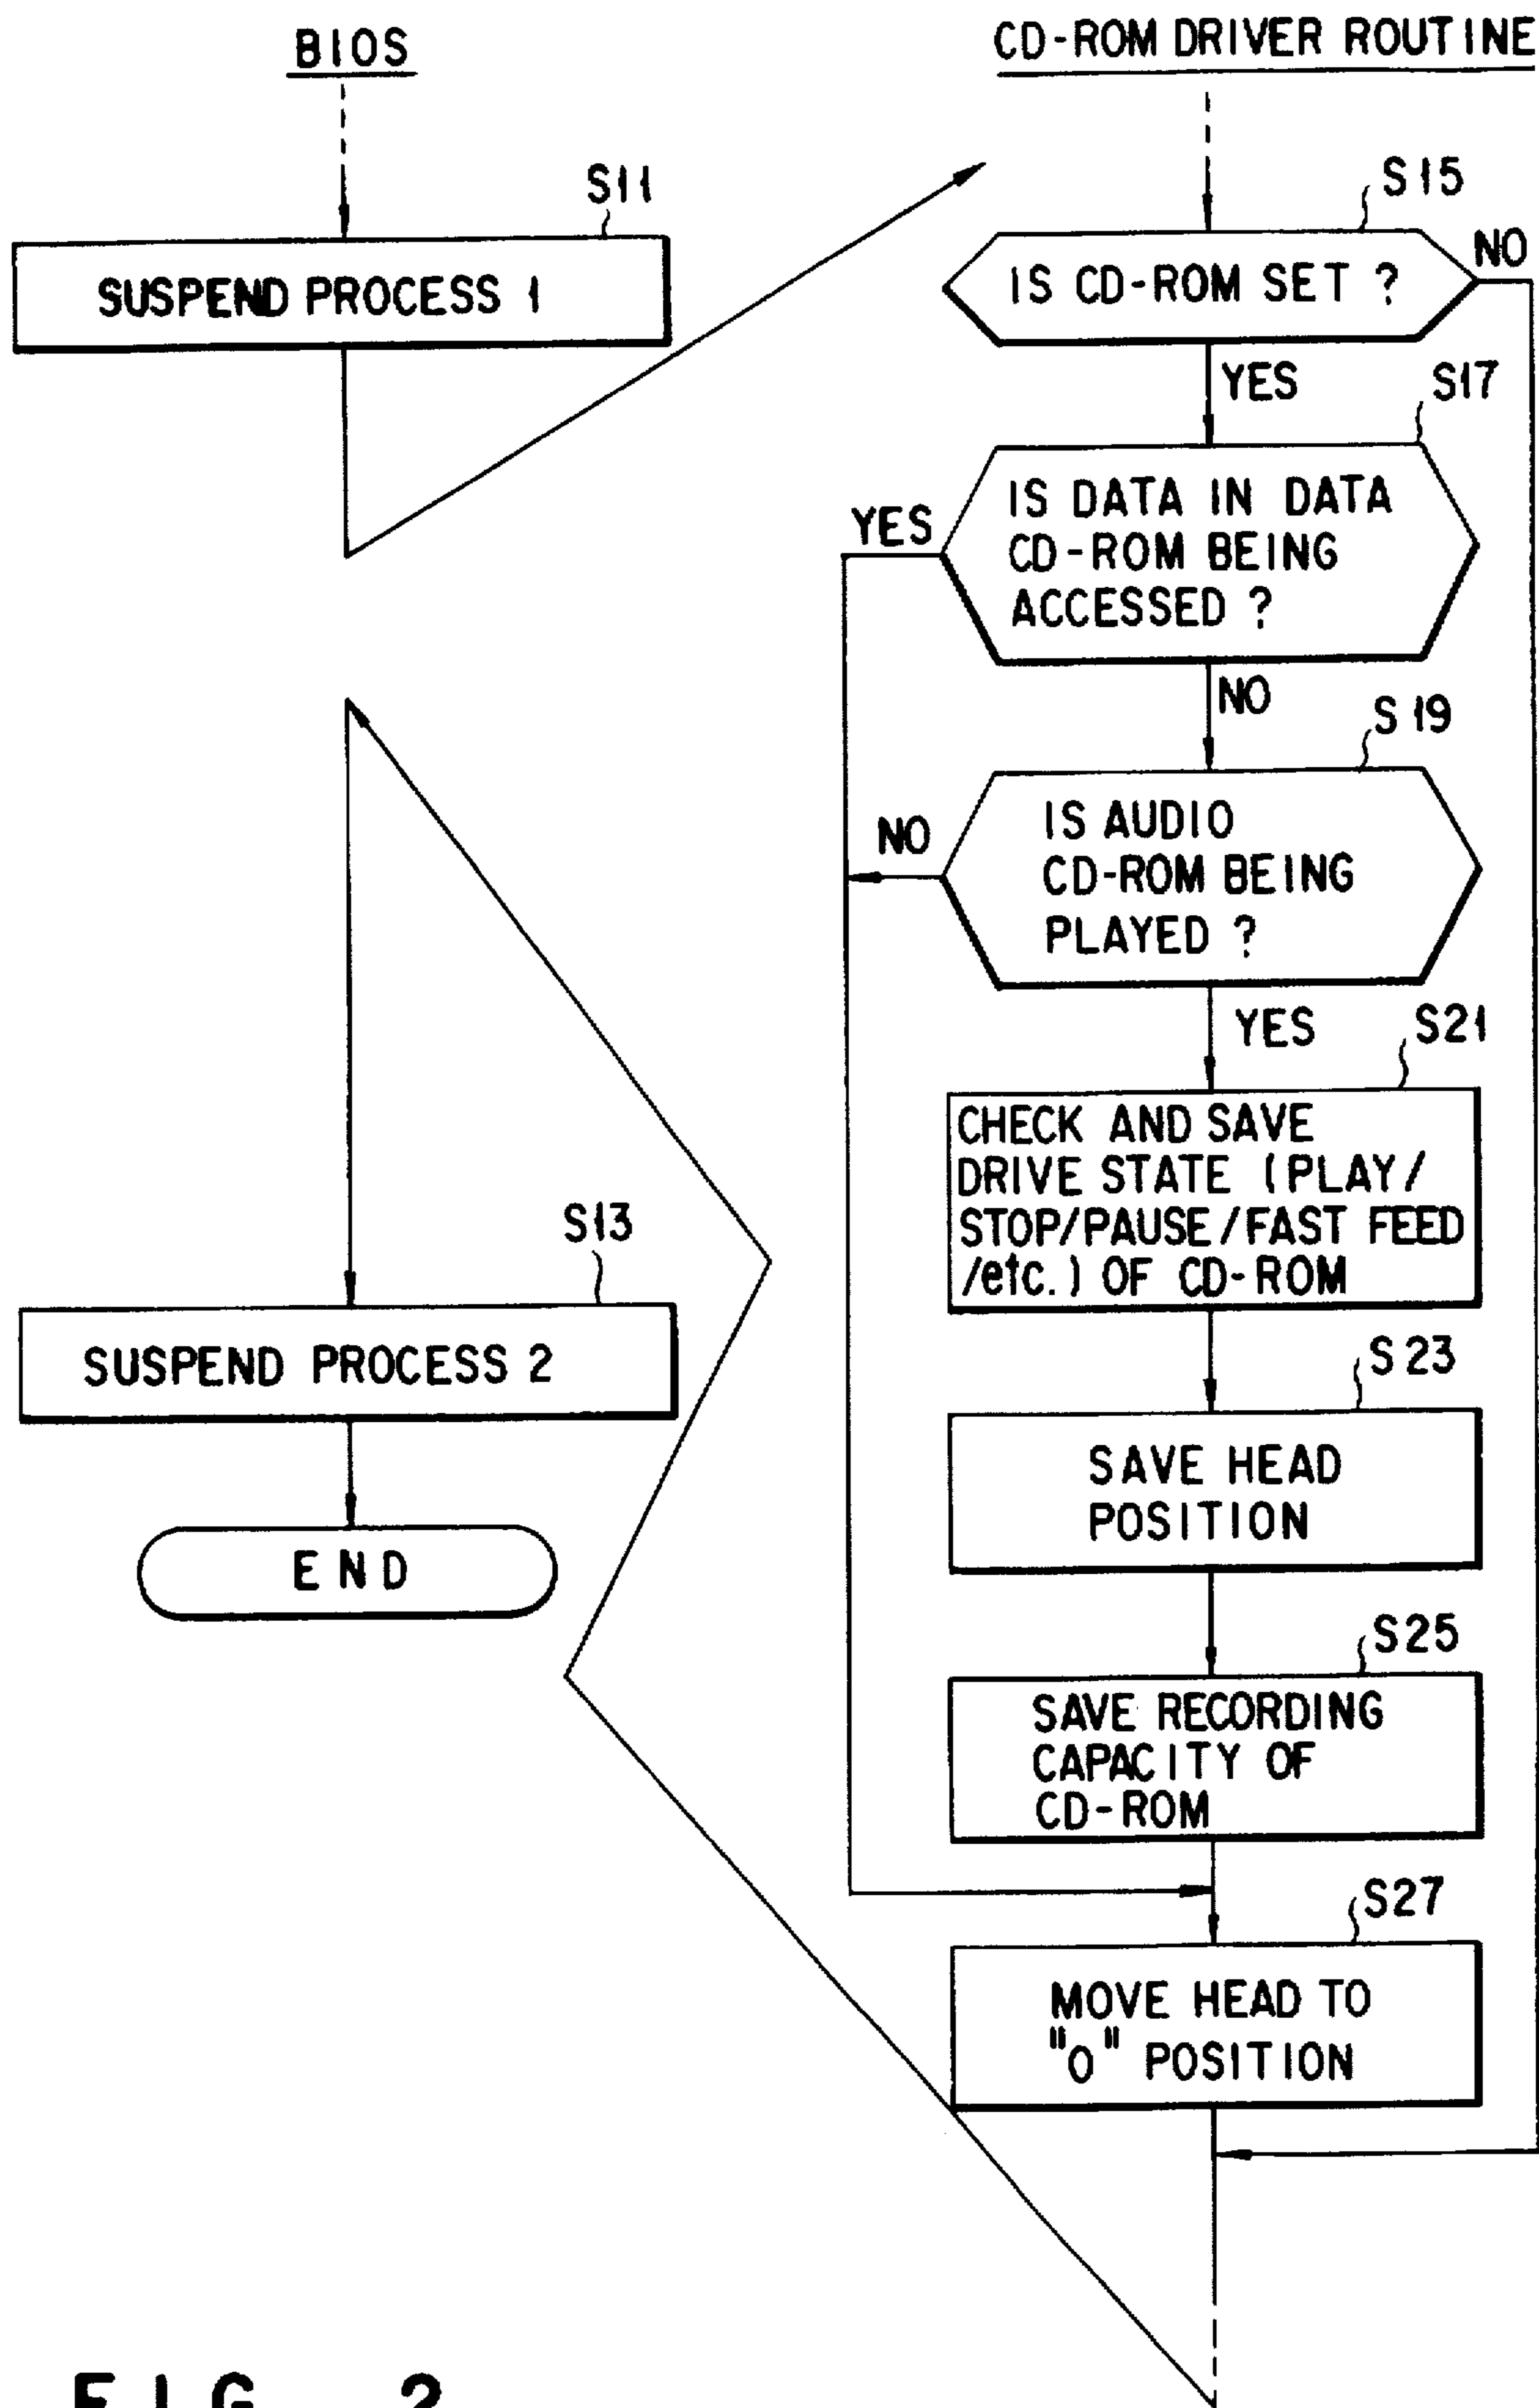 BIOS
S11
SUSPEND PROCESS 1
S13
SUSPEND PROCESS 2
END
CD-ROM DRIVER ROUTINE
S15
IS CD-ROM SET ?
NO
YES
S17
IS DATA IN DATA
CD-ROM BEING
ACCESSED ?
YES
NO
S19
IS AUDIO
CD-ROM BEING
PLAYED ?
NO
YES
S21
CHECK AND SAVE
DRIVE STATE (PLAY/
STOP/PAUSE/FAST FEED
/etc.) OF CD-ROM
S23
SAVE HEAD
POSITION
S25
SAVE RECORDING
CAPACITY OF
CD-ROM
S27
MOVE HEAD TO
"0" POSITION
FIG. 2